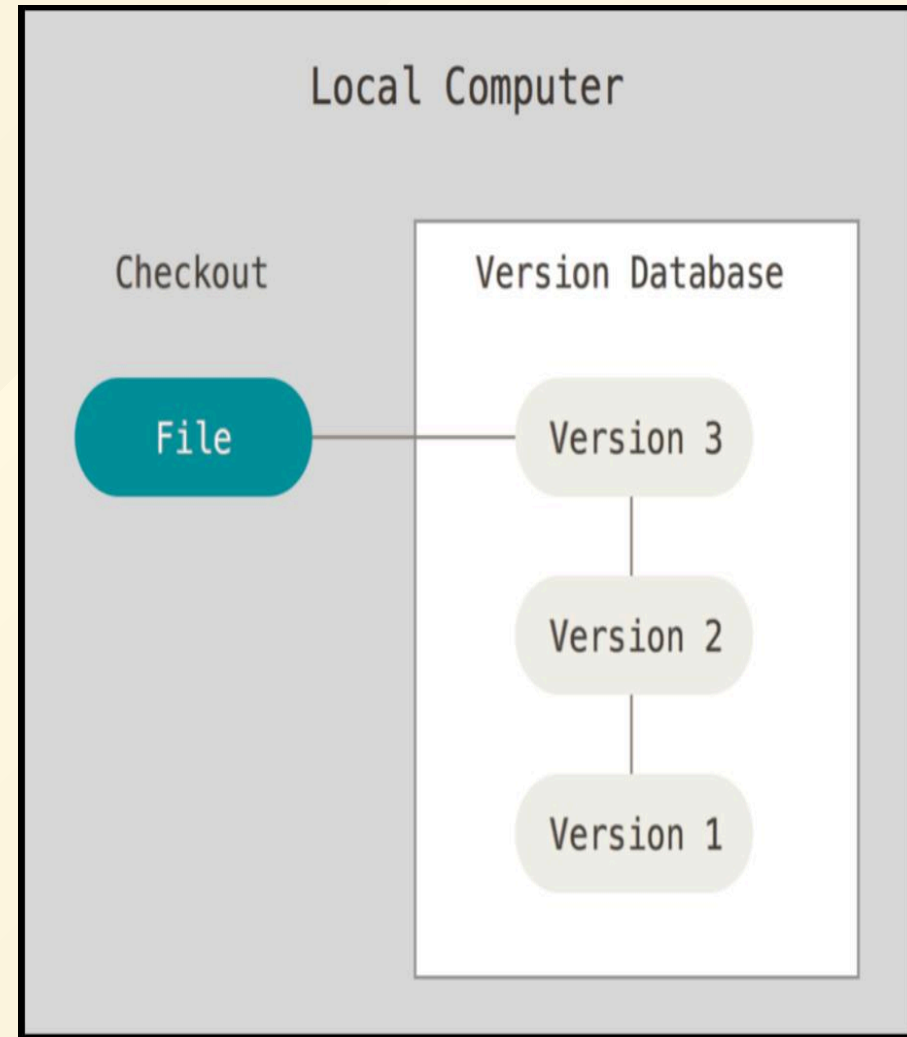 Local Computer
Checkout
Version Database
File
Version 3
Version 2
Version 1